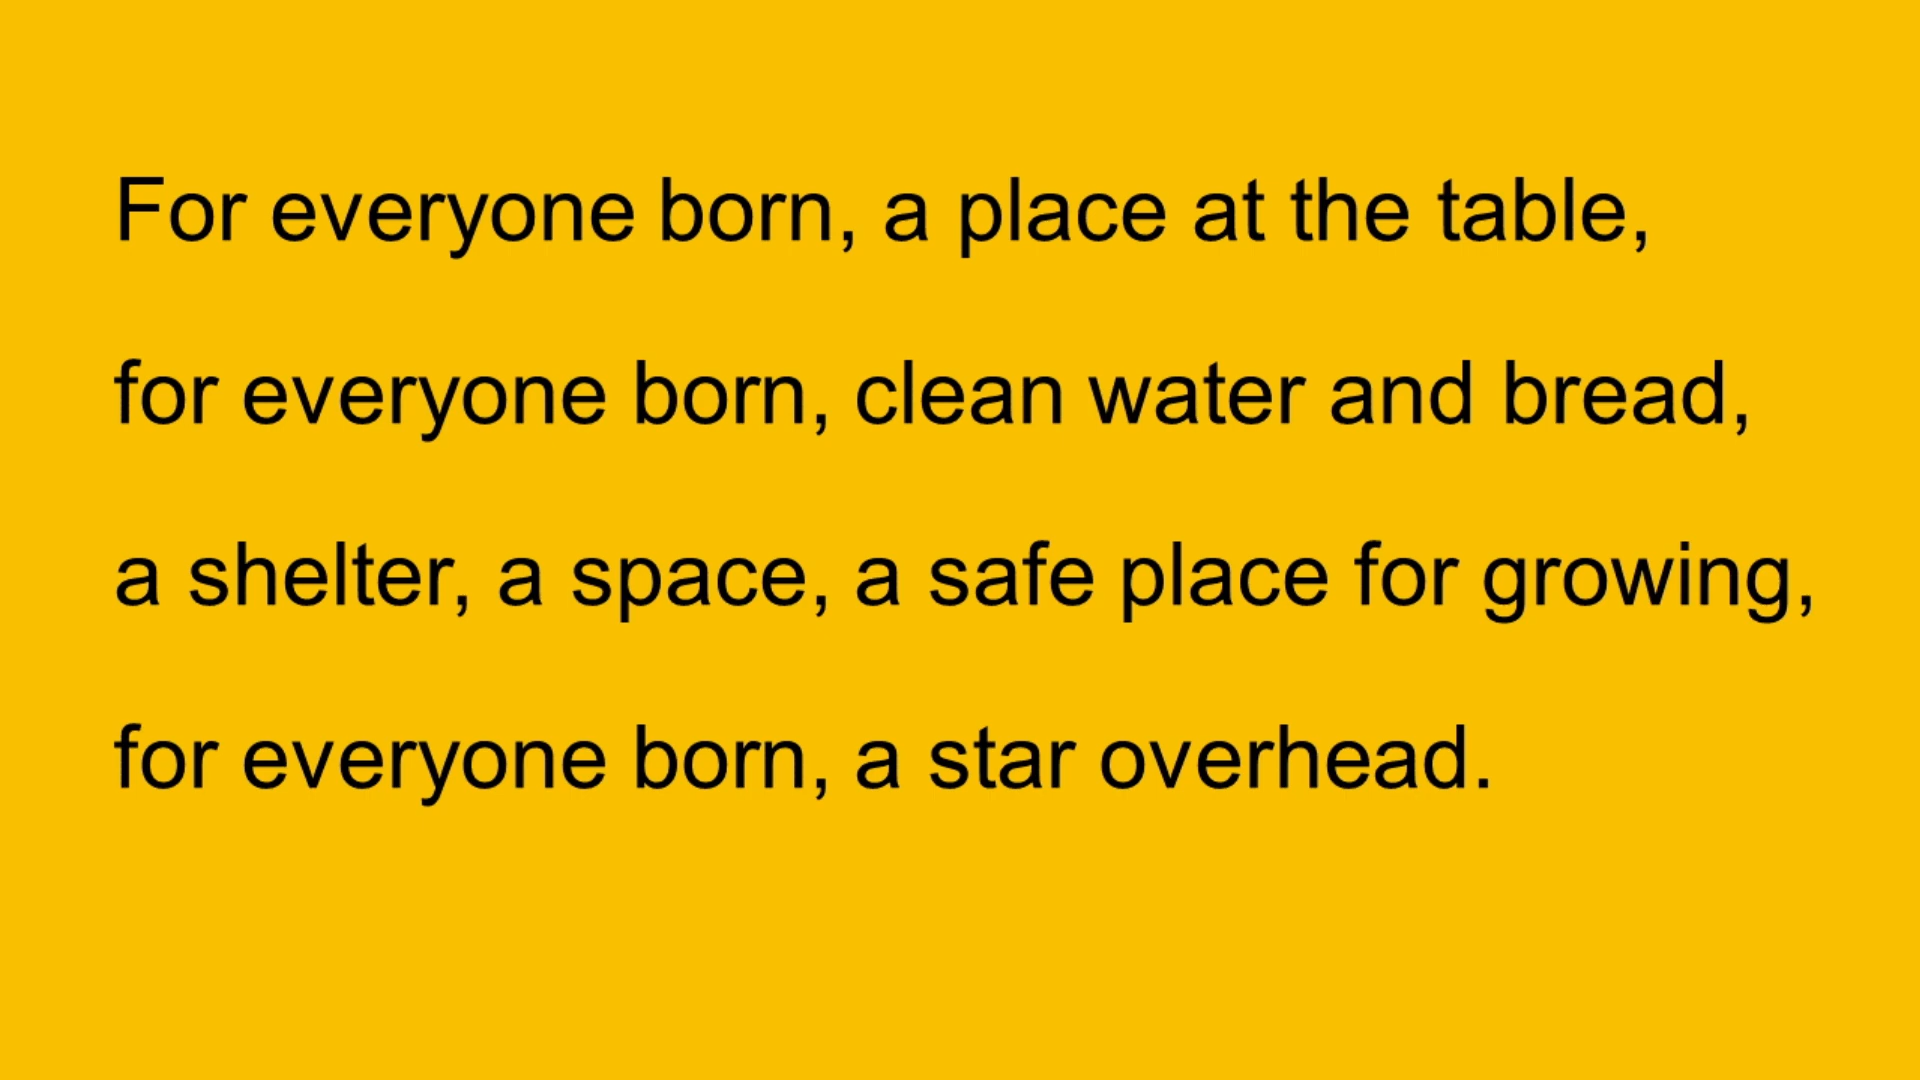 For everyone born, a place at the table,
for everyone born, clean water and bread,
a shelter, a space, a safe place for growing,
for everyone born, a star overhead.